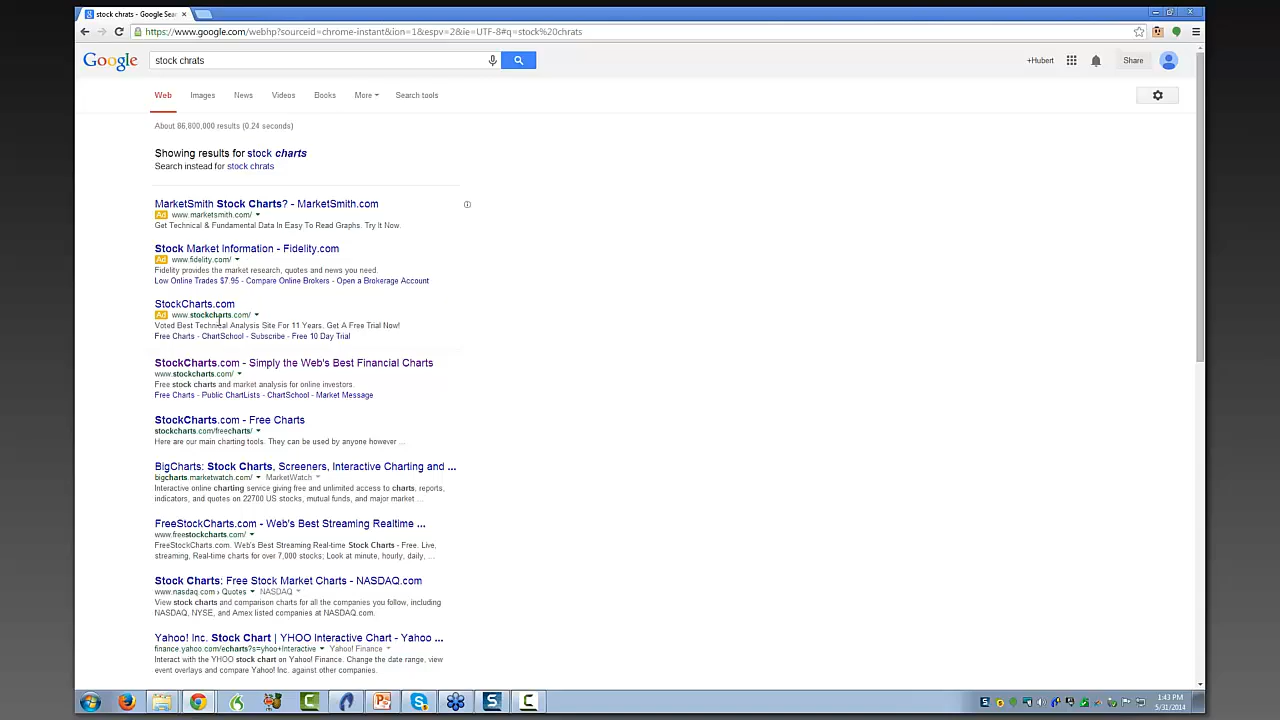 stock chrats - Google Sea
https://www.google.com/webhp?sourceid=chrome-instant&ion=1&espv=2&ie=UTF-8#q=stock%20chrats
Google
stock chrats
+Hubert
Share
Web Images News Videos Books More Search tools
About 86,800,000 results (0.24 seconds)
Showing results for stock charts
Search instead for stock chrats
MarketSmith Stock Charts? - MarketSmith.com
Ad www.marketsmith.com/
Get Technical & Fundamental Data In Easy To Read Graphs. Try It Now.
Stock Market Information - Fidelity.com
Ad www.fidelity.com/
Fidelity provides the market research, quotes and news you need.
Low Online Trades $7.95 - Compare Online Brokers - Open a Brokerage Account
StockCharts.com
Ad www.stockcharts.com/
Voted Best Technical Analysis Site For 11 Years. Get A Free Trial Now!
Free Charts - ChartSchool - Subscribe - Free 10 Day Trial
StockCharts.com - Simply the Web's Best Financial Charts
www.stockcharts.com/
Free stock charts and market analysis for online investors.
Free Charts - Public ChartLists - ChartSchool - Market Message
StockCharts.com - Free Charts
stockcharts.com/freecharts/
Here are our main charting tools. They can be used by anyone however ...
BigCharts: Stock Charts, Screeners, Interactive Charting and ...
bigcharts.marketwatch.com/ MarketWatch
Interactive online charting service giving free and unlimited access to charts, reports,
indicators, and quotes on 22700 US stocks, mutual funds, and major market ...
FreeStockCharts.com - Web's Best Streaming Realtime ...
www.freestockcharts.com/
FreeStockCharts.com. Web's Best Streaming Real-time Stock Charts - Free. Live,
streaming, Real-time charts for over 7,000 stocks; Look at minute, hourly, daily, ...
Stock Charts: Free Stock Market Charts - NASDAQ.com
www.nasdaq.com › Quotes NASDAQ
View stock charts and comparison charts for all the companies you follow, including
NASDAQ, NYSE, and Amex listed companies at NASDAQ.com.
Yahoo! Inc. Stock Chart | YHOO Interactive Chart - Yahoo ...
finance.yahoo.com/echarts?s=yhoo+Interactive Yahoo! Finance
Interact with the YHOO stock chart on Yahoo! Finance. Change the date range, view
event overlays and compare Yahoo! Inc. against other companies.
1:43 PM
5/31/2014